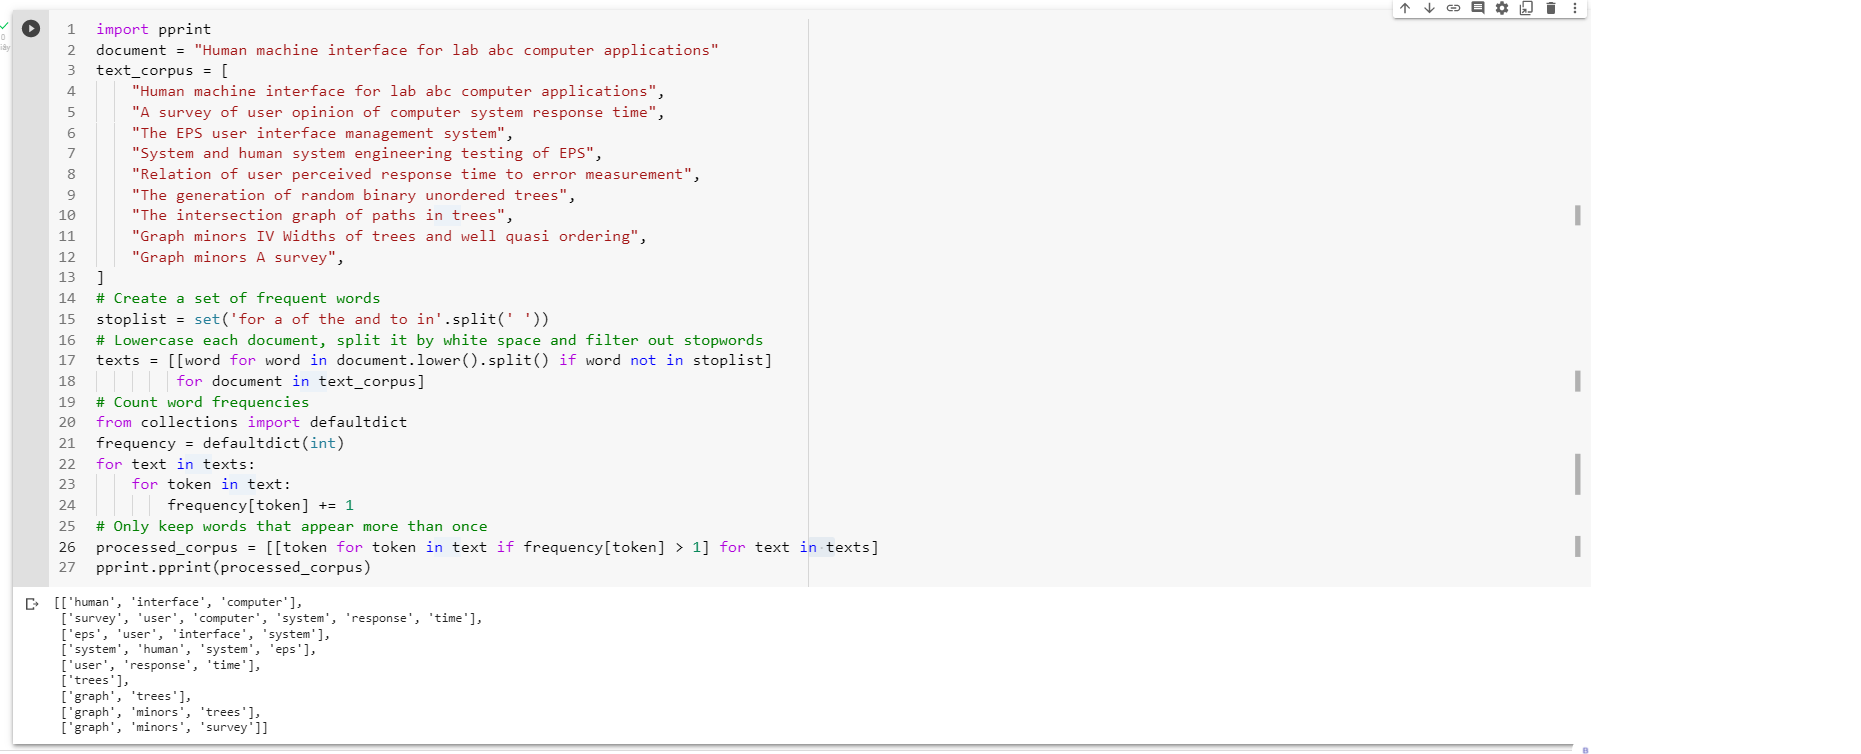 1 import pprint
2 document = "Human machine interface for lab abc computer applications"
3 text_corpus = [
4     "Human machine interface for lab abc computer applications",
5     "A survey of user opinion of computer system response time",
6     "The EPS user interface management system",
7     "System and human system engineering testing of EPS",
8     "Relation of user perceived response time to error measurement",
9     "The generation of random binary unordered trees",
10     "The intersection graph of paths in trees",
11     "Graph minors IV Widths of trees and well quasi ordering",
12     "Graph minors A survey",
13 ]
14 # Create a set of frequent words
15 stoplist = set('for a of the and to in'.split(' '))
16 # Lowercase each document, split it by white space and filter out stopwords
17 texts = [[word for word in document.lower().split() if word not in stoplist]
18          for document in text_corpus]
19 # Count word frequencies
20 from collections import defaultdict
21 frequency = defaultdict(int)
22 for text in texts:
23     for token in text:
24         frequency[token] += 1
25 # Only keep words that appear more than once
26 processed_corpus = [[token for token in text if frequency[token] > 1] for text in texts]
27 pprint.pprint(processed_corpus)
[['human', 'interface', 'computer'],
 ['survey', 'user', 'computer', 'system', 'response', 'time'],
 ['eps', 'user', 'interface', 'system'],
 ['system', 'human', 'system', 'eps'],
 ['user', 'response', 'time'],
 ['trees'],
 ['graph', 'trees'],
 ['graph', 'minors', 'trees'],
 ['graph', 'minors', 'survey']]